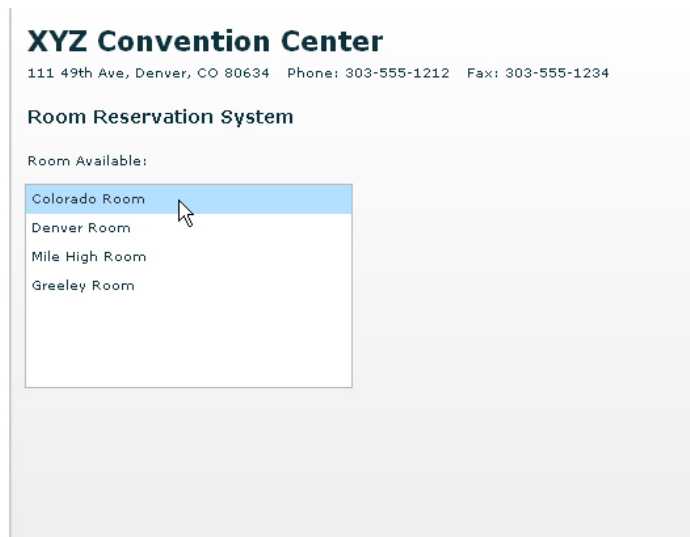 XYZ Convention Center
111 49th Ave, Denver, CO 80634 Phone: 303-555-1212 Fax: 303-555-1234
Room Reservation System
Room Available:
Colorado Room
Denver Room
Mile High Room
Greeley Room